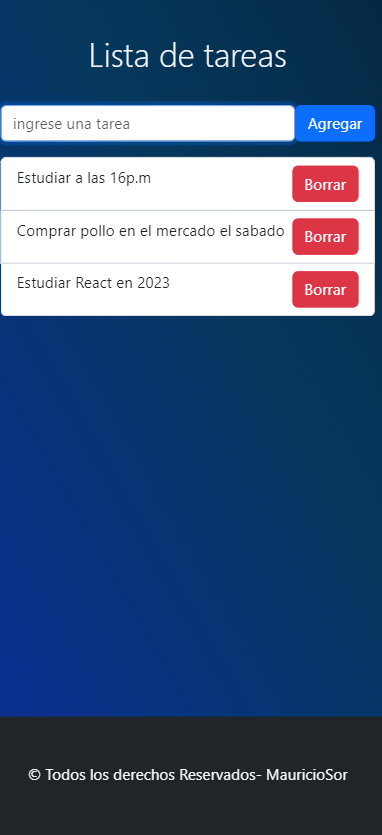 Lista de tareas
ingrese una tarea Agregar
Estudiar a las 16p.m Borrar
Comprar pollo en el mercado el sabado Borrar
Estudiar React en 2023 Borrar
© Todos los derechos Reservados- MauricioSor